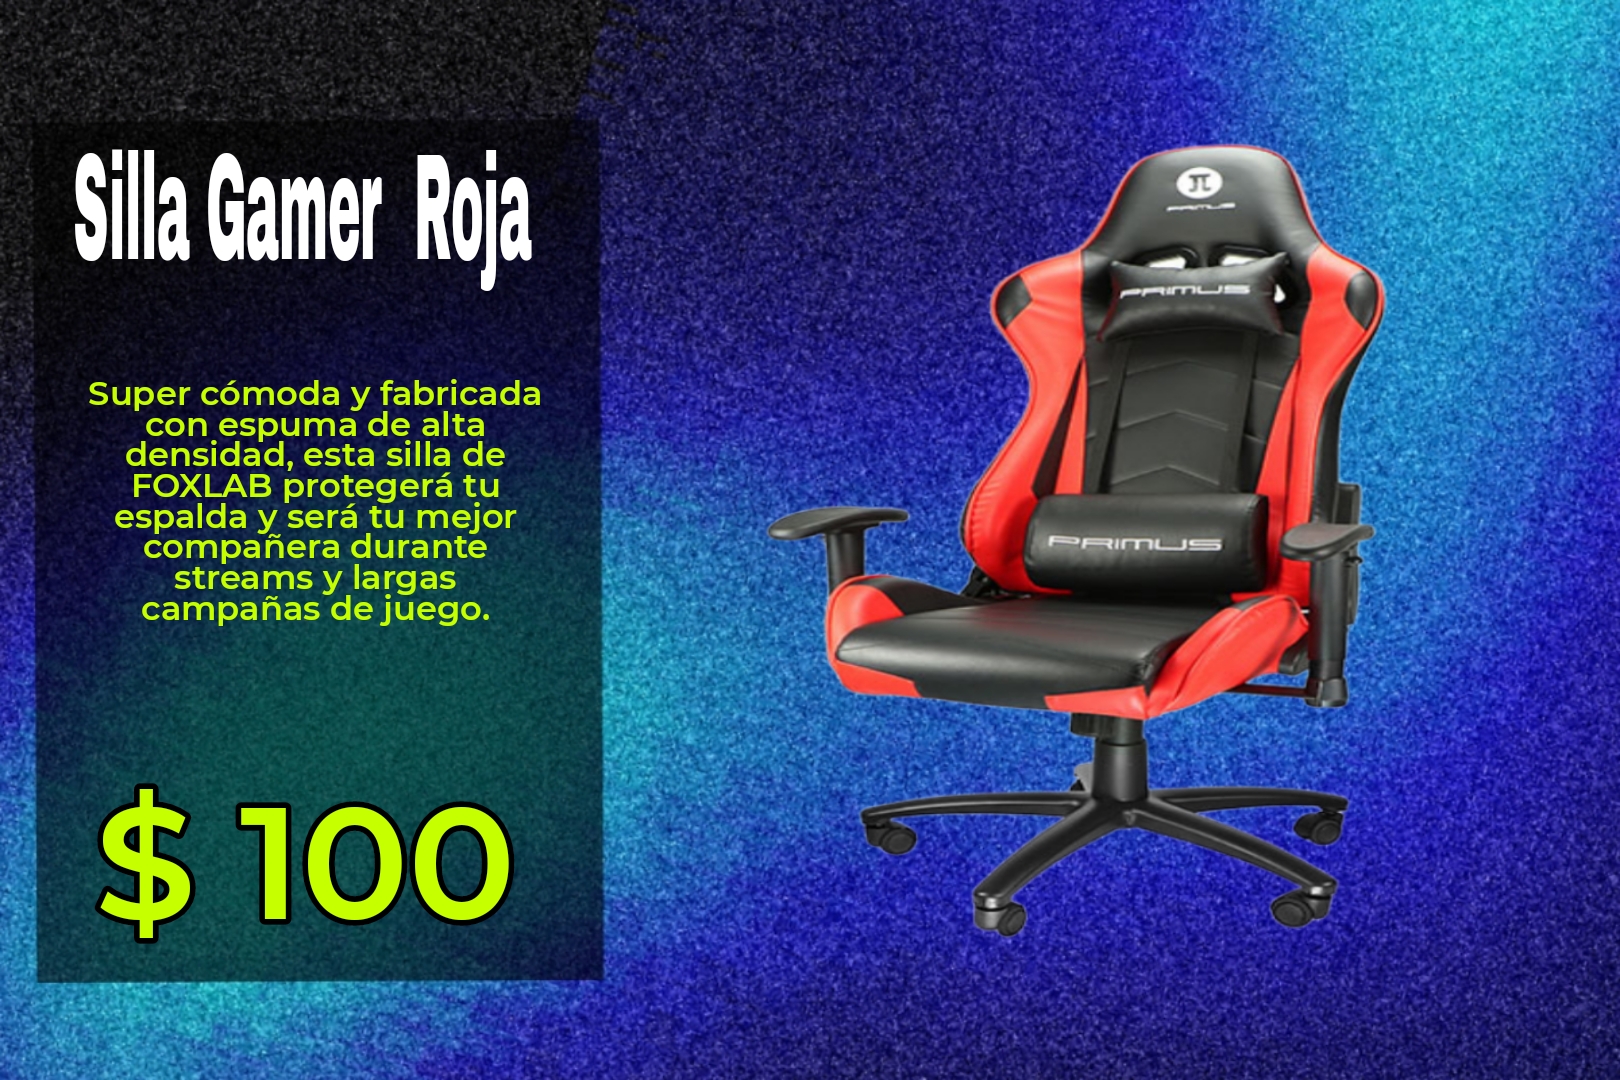 Silla Gamer  Roja
Super cómoda y fabricada
con espuma de alta
densidad, esta silla de
FOXLAB protegerá tu
espalda y será tu mejor
compañera durante
streams y largas
campañas de juego.
$ 100
PRIMUS
PRIMUS
PRIMUS